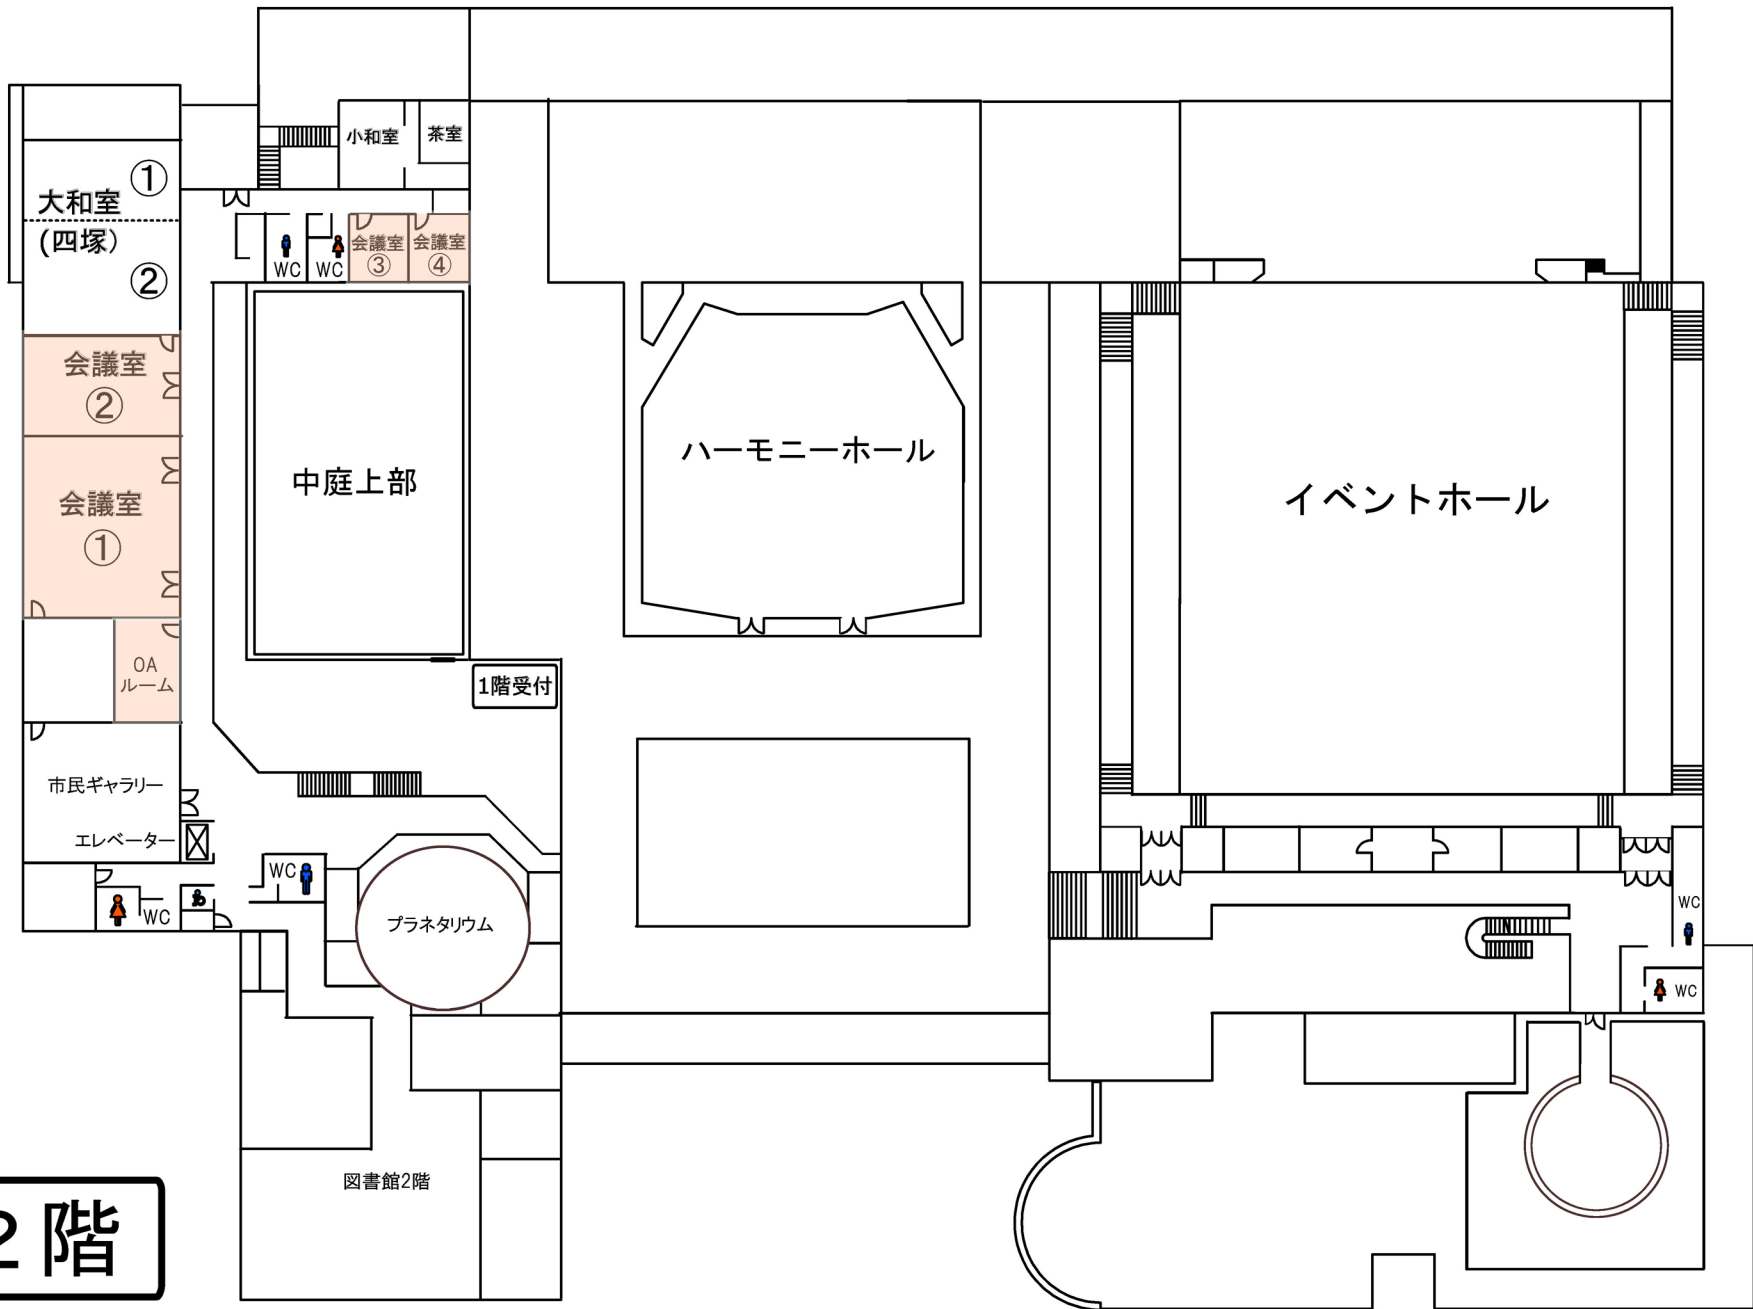 小和室
茶室
①
大和室
(四塚)
②
WC
WC
会議室
③
会議室
④
会議室
②
会議室
①
中庭上部
ハーモニーホール
イベントホール
OA
ルーム
1階受付
市民ギャラリー
エレベーター
WC
WC
プラネタリウム
WC
WC
図書館2階
2階